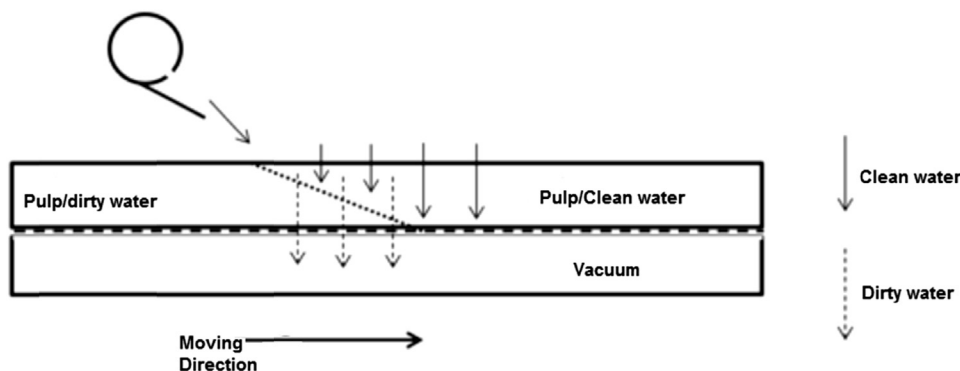 Pulp/dirty water
Pulp/Clean water
Clean water
Vacuum
Dirty water
Moving
Direction